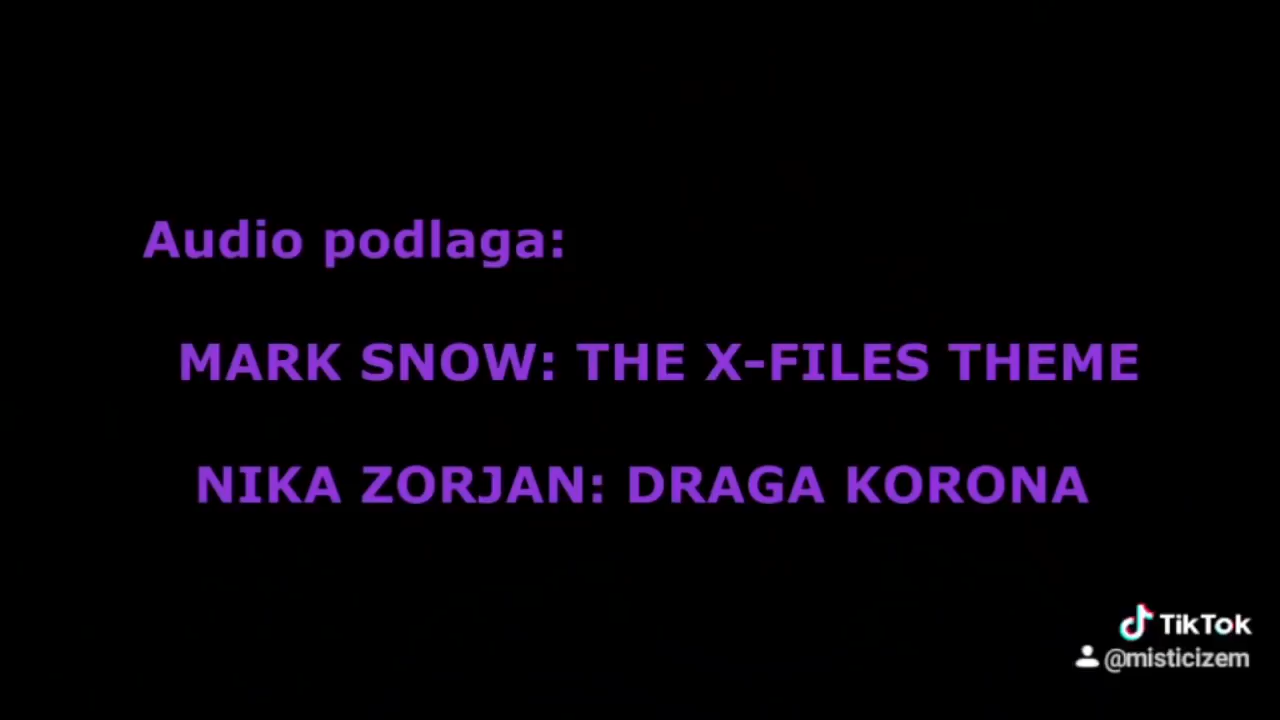 Audio podlaga:
MARK SNOW: THE X-FILES THEME
NIKA ZORJAN: DRAGA KORONA
TikTok
@misticizem